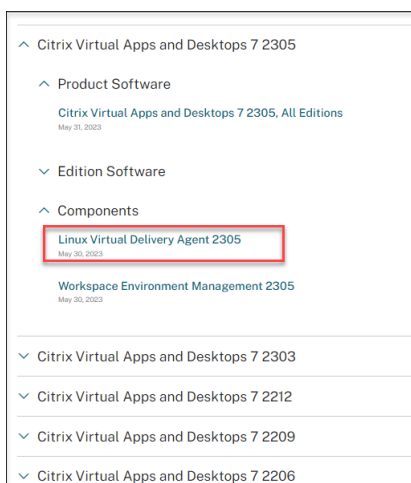 Citrix Virtual Apps and Desktops 7 2305
Product Software
Citrix Virtual Apps and Desktops 7 2305, All Editions
May 31, 2023
Edition Software
Components
Linux Virtual Delivery Agent 2305
May 30, 2023
Workspace Environment Management 2305
May 30, 2023
Citrix Virtual Apps and Desktops 7 2303
Citrix Virtual Apps and Desktops 7 2212
Citrix Virtual Apps and Desktops 7 2209
Citrix Virtual Apps and Desktops 7 2206